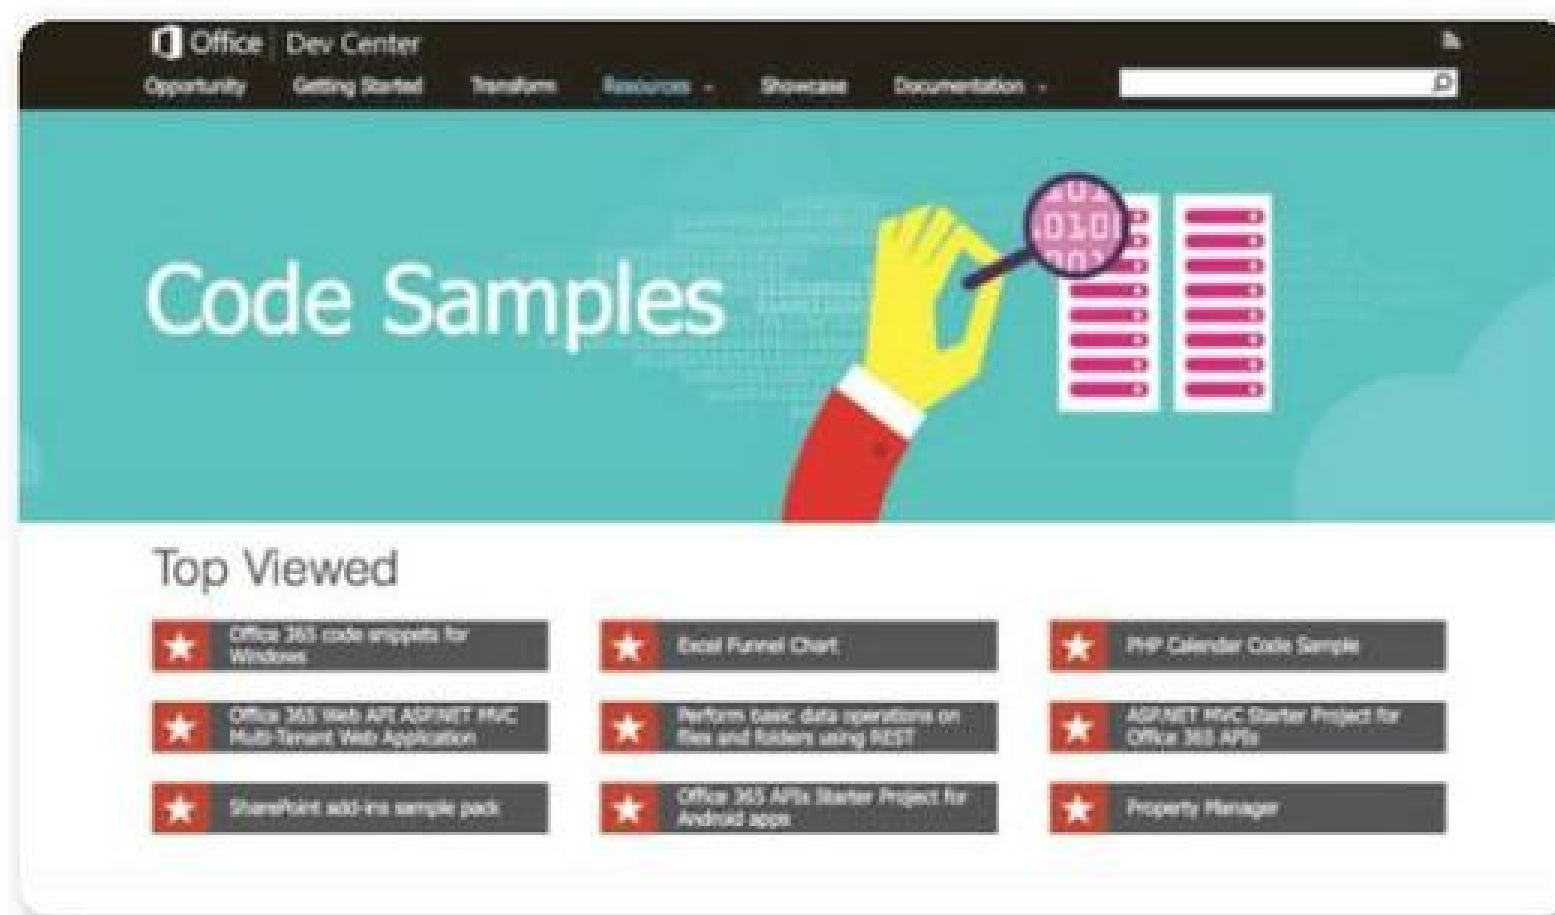 Office Dev Center
Opportunity Getting Started Transform Resources Showcase Documentation
101
010
001
Code Samples
Top Viewed
Office 365 code snippets for
Windows
Excel Funnel Chart
PHP Calendar Code Sample
Office 365 Web API ASP.NET MVC
Multi-Tenant Web Application
Perform basic data operations on
files and folders using REST
ASP.NET MVC Starter Project for
Office 365 APIs
SharePoint add-ins sample pack
Office 365 APIs Starter Project for
Android apps
Property Manager